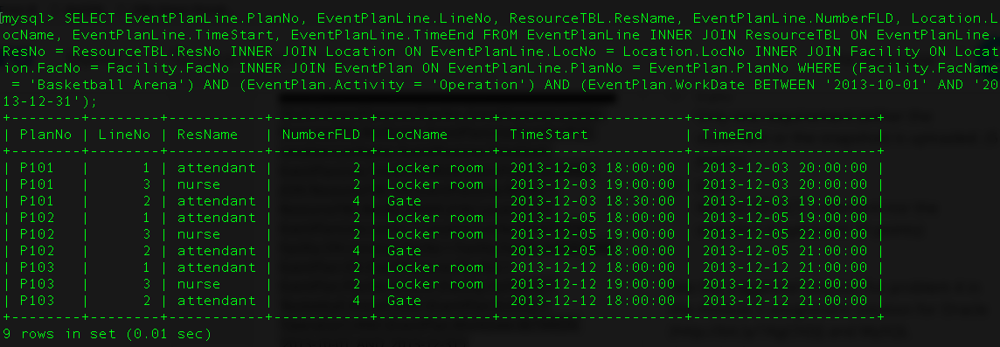 [mysql> SELECT EventPlanLine.PlanNo, EventPlanLine.LineNo, ResourceTBL.ResName, EventPlanLine.NumberFLD, Location.L
ocName, EventPlanLine.TimeStart, EventPlanLine.TimeEnd FROM EventPlanLine INNER JOIN ResourceTBL ON EventPlanLine.
ResNo = ResourceTBL.ResNo INNER JOIN Location ON EventPlanLine.LocNo = Location.LocNo INNER JOIN Facility ON Locat
ion.FacNo = Facility.FacNo INNER JOIN EventPlan ON EventPlanLine.PlanNo = EventPlan.PlanNo WHERE (Facility.FacName
 = 'Basketball Arena') AND (EventPlan.Activity = 'Operation') AND (EventPlan.WorkDate BETWEEN '2013-10-01' AND '20
13-12-31');
+--------+--------+-----------+-----------+-------------+---------------------+---------------------+
| PlanNo | LineNo | ResName   | NumberFLD | LocName     | TimeStart           | TimeEnd             |
+--------+--------+-----------+-----------+-------------+---------------------+---------------------+
| P101   |      1 | attendant |         2 | Locker room | 2013-12-03 18:00:00 | 2013-12-03 20:00:00 |
| P101   |      3 | nurse     |         2 | Locker room | 2013-12-03 19:00:00 | 2013-12-03 20:00:00 |
| P101   |      2 | attendant |         4 | Gate        | 2013-12-03 18:30:00 | 2013-12-03 19:00:00 |
| P102   |      1 | attendant |         2 | Locker room | 2013-12-05 18:00:00 | 2013-12-05 19:00:00 |
| P102   |      3 | nurse     |         2 | Locker room | 2013-12-05 19:00:00 | 2013-12-05 22:00:00 |
| P102   |      2 | attendant |         4 | Gate        | 2013-12-05 18:00:00 | 2013-12-05 21:00:00 |
| P103   |      1 | attendant |         2 | Locker room | 2013-12-12 18:00:00 | 2013-12-12 21:00:00 |
| P103   |      3 | nurse     |         2 | Locker room | 2013-12-12 19:00:00 | 2013-12-12 22:00:00 |
| P103   |      2 | attendant |         4 | Gate        | 2013-12-12 18:00:00 | 2013-12-12 21:00:00 |
+--------+--------+-----------+-----------+-------------+---------------------+---------------------+
9 rows in set (0.01 sec)